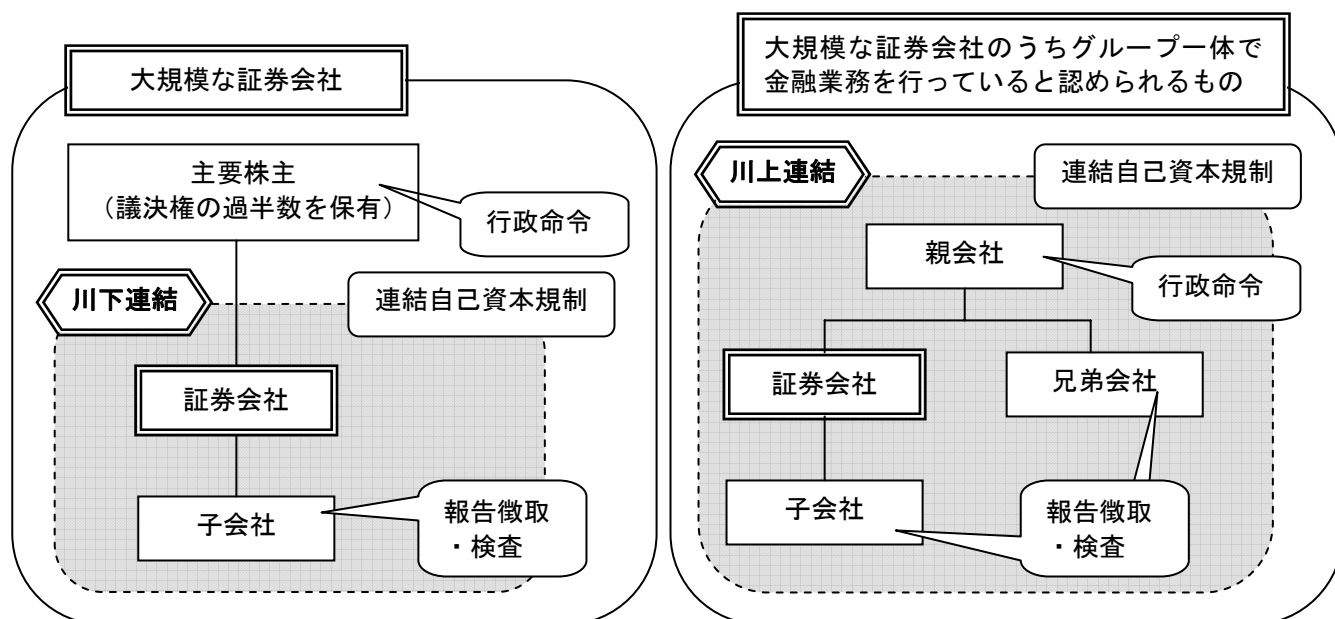 大規模な証券会社
主要株主
（議決権の過半数を保有）
行政命令
川下連結
連結自己資本規制
証券会社
子会社
報告徴取
・検査
大規模な証券会社のうちグループ一体で
金融業務を行っていると認められるもの
川上連結
連結自己資本規制
親会社
行政命令
証券会社
兄弟会社
子会社
報告徴取
・検査